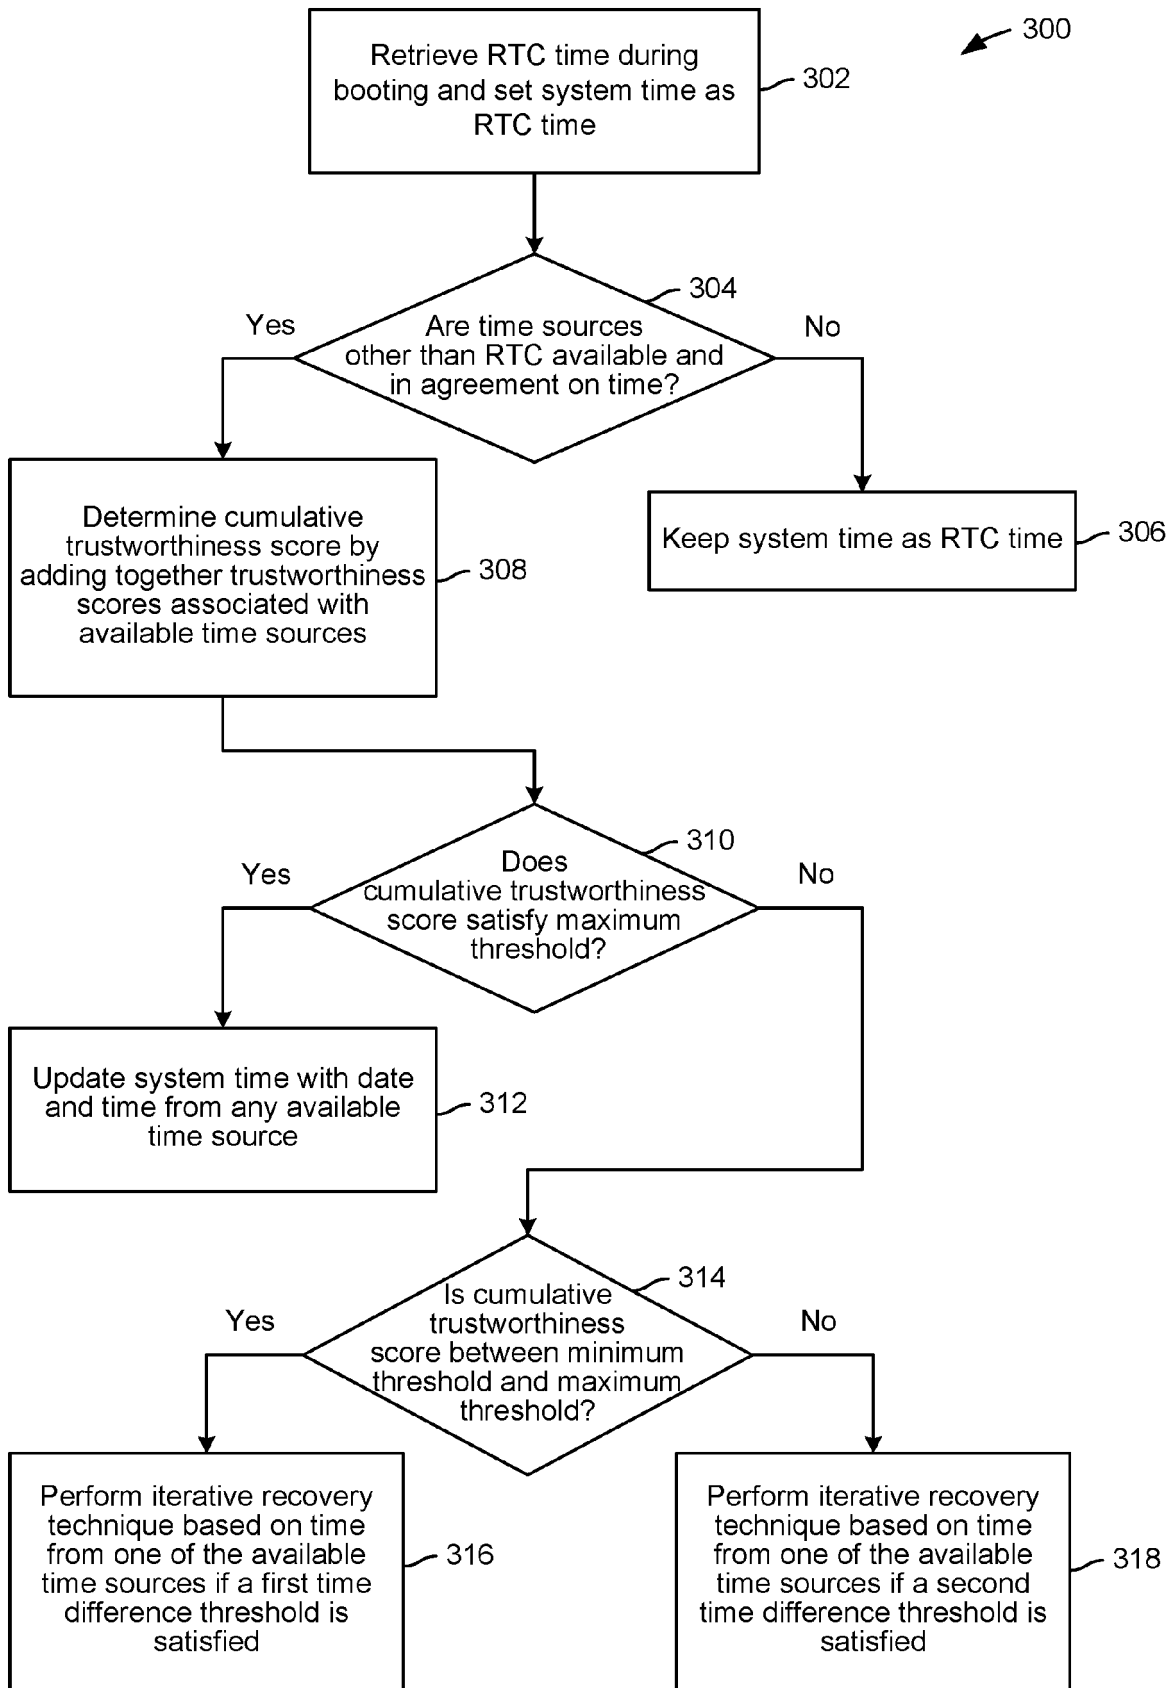 300
Retrieve RTC time during
booting and set system time as
RTC time
302
304
Yes
No
Are time sources
other than RTC available and
in agreement on time?
Determine cumulative
trustworthiness score by
adding together trustworthiness
scores associated with
available time sources
308
Keep system time as RTC time
306
310
Yes
No
Does
cumulative trustworthiness
score satisfy maximum
threshold?
Update system time with date
and time from any available
time source
312
314
Yes
No
Is cumulative
trustworthiness
score between minimum
threshold and maximum
threshold?
Perform iterative recovery
technique based on time
from one of the available
time sources if a first time
difference threshold is
satisfied
316
Perform iterative recovery
technique based on time
from one of the available
time sources if a second
time difference threshold is
satisfied
318